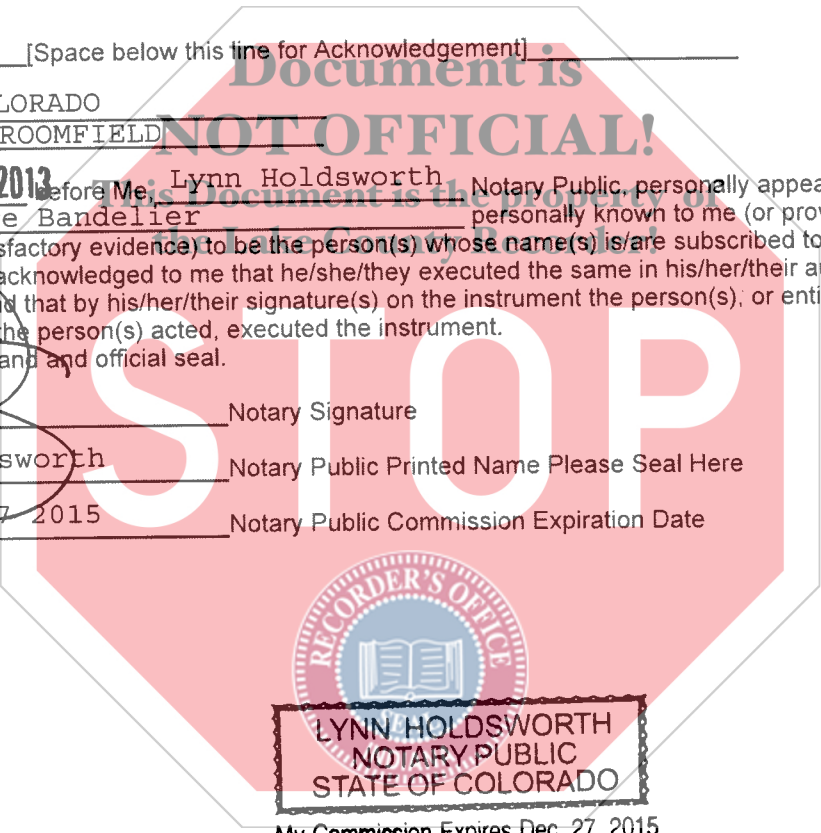 [Space below this line for Acknowledgement]
Document is
LORADO
ROOMFIELD
NOT OFFICIAL!
2013 before Me, Lynn Holdsworth Notary Public, personally appea
This Document is the property of
e Bandelier personally known to me (or prov
the Lake County Recorder!
sfactory evidence) to be the person(s) whose name(s) is/are subscribed to
acknowledged to me that he/she/they executed the same in his/her/their au
d that by his/her/their signature(s) on the instrument the person(s), or enti
the person(s) acted, executed the instrument.
and and official seal.
STOP
Notary Signature
sworth Notary Public Printed Name Please Seal Here
7 2015 Notary Public Commission Expiration Date
RECORDER'S OFFICE
SEAL
INDIANA
LYNN HOLDSWORTH
NOTARY PUBLIC
STATE OF COLORADO
My Commission Expires Dec. 27, 2015